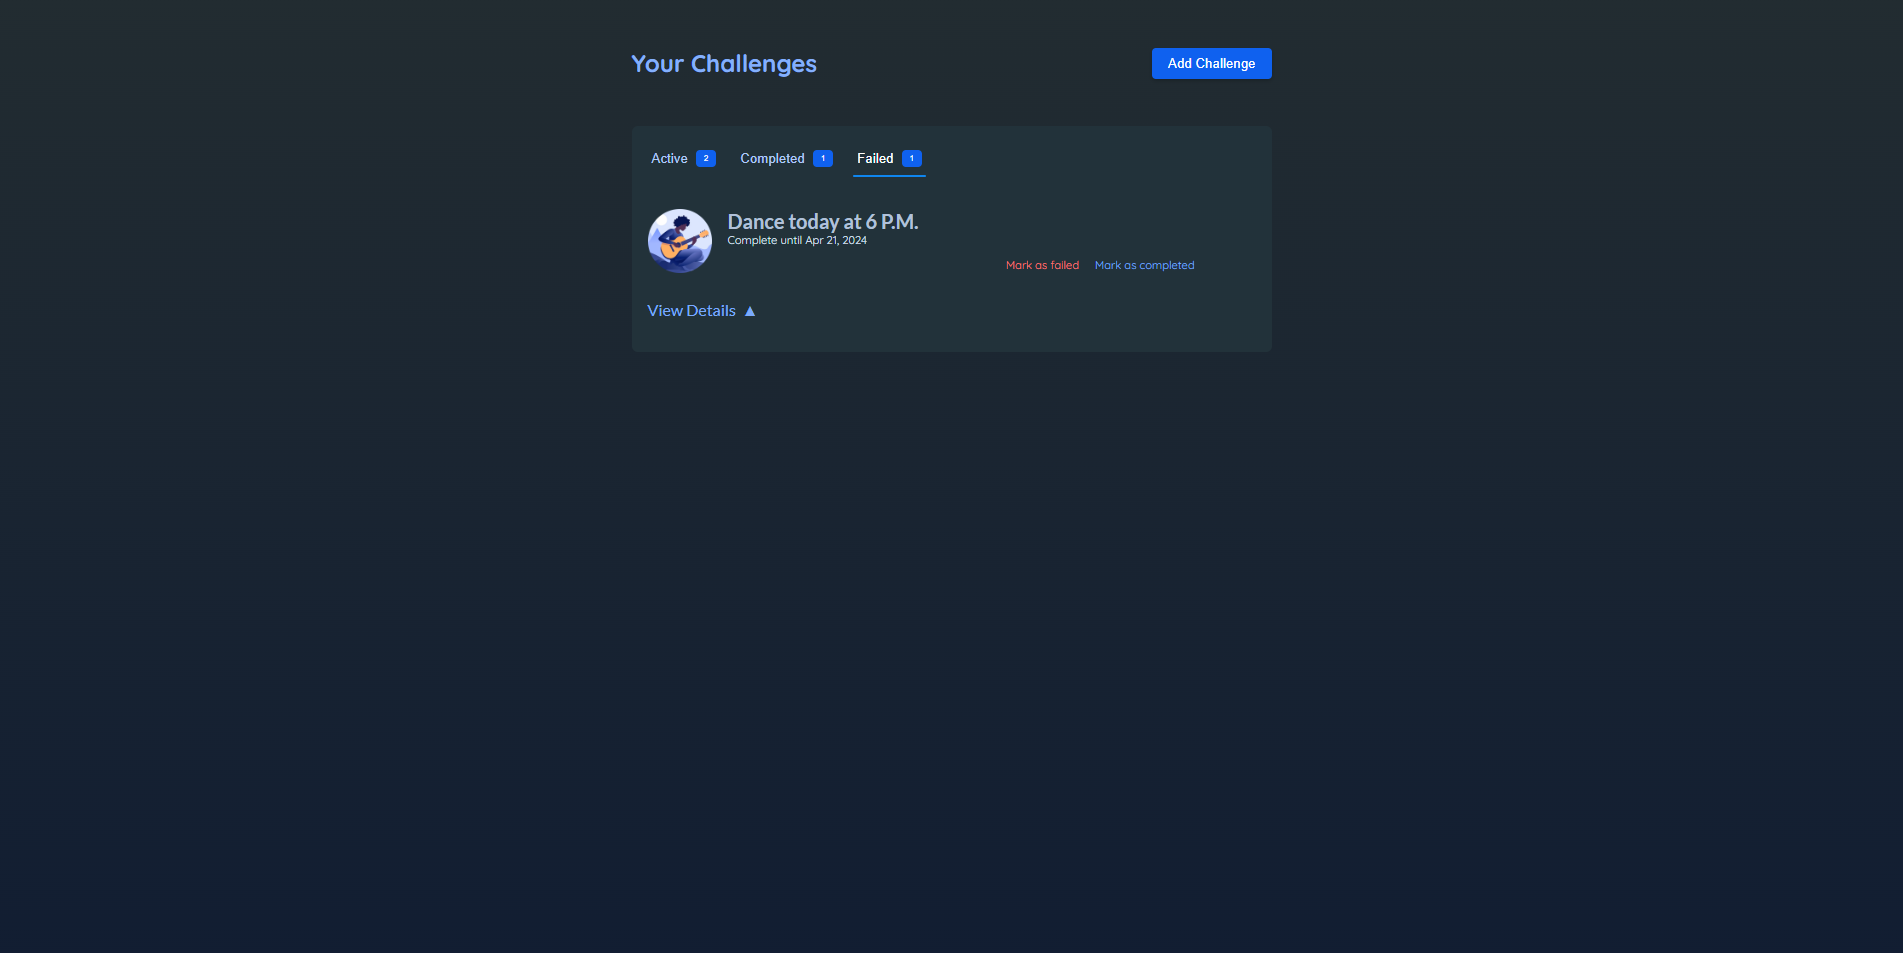 Your Challenges
Add Challenge
Active 2 Completed 1 Failed 1
Dance today at 6 P.M.
Complete until Apr 21, 2024
Mark as failed Mark as completed
View Details ▲